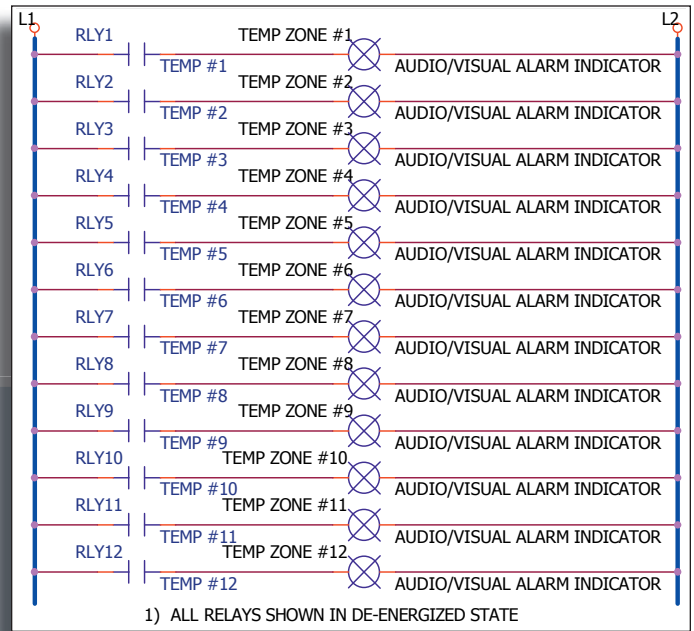 L1 L2
RLY1 TEMP ZONE #1
TEMP #1 AUDIO/VISUAL ALARM INDICATOR
RLY2 TEMP ZONE #2
TEMP #2 AUDIO/VISUAL ALARM INDICATOR
RLY3 TEMP ZONE #3
TEMP #3 AUDIO/VISUAL ALARM INDICATOR
RLY4 TEMP ZONE #4
TEMP #4 AUDIO/VISUAL ALARM INDICATOR
RLY5 TEMP ZONE #5
TEMP #5 AUDIO/VISUAL ALARM INDICATOR
RLY6 TEMP ZONE #6
TEMP #6 AUDIO/VISUAL ALARM INDICATOR
RLY7 TEMP ZONE #7
TEMP #7 AUDIO/VISUAL ALARM INDICATOR
RLY8 TEMP ZONE #8
TEMP #8 AUDIO/VISUAL ALARM INDICATOR
RLY9 TEMP ZONE #9
TEMP #9 AUDIO/VISUAL ALARM INDICATOR
RLY10 TEMP ZONE #10
TEMP #10 AUDIO/VISUAL ALARM INDICATOR
RLY11 TEMP ZONE #11
TEMP #11 AUDIO/VISUAL ALARM INDICATOR
RLY12 TEMP ZONE #12
TEMP #12 AUDIO/VISUAL ALARM INDICATOR
1) ALL RELAYS SHOWN IN DE-ENERGIZED STATE